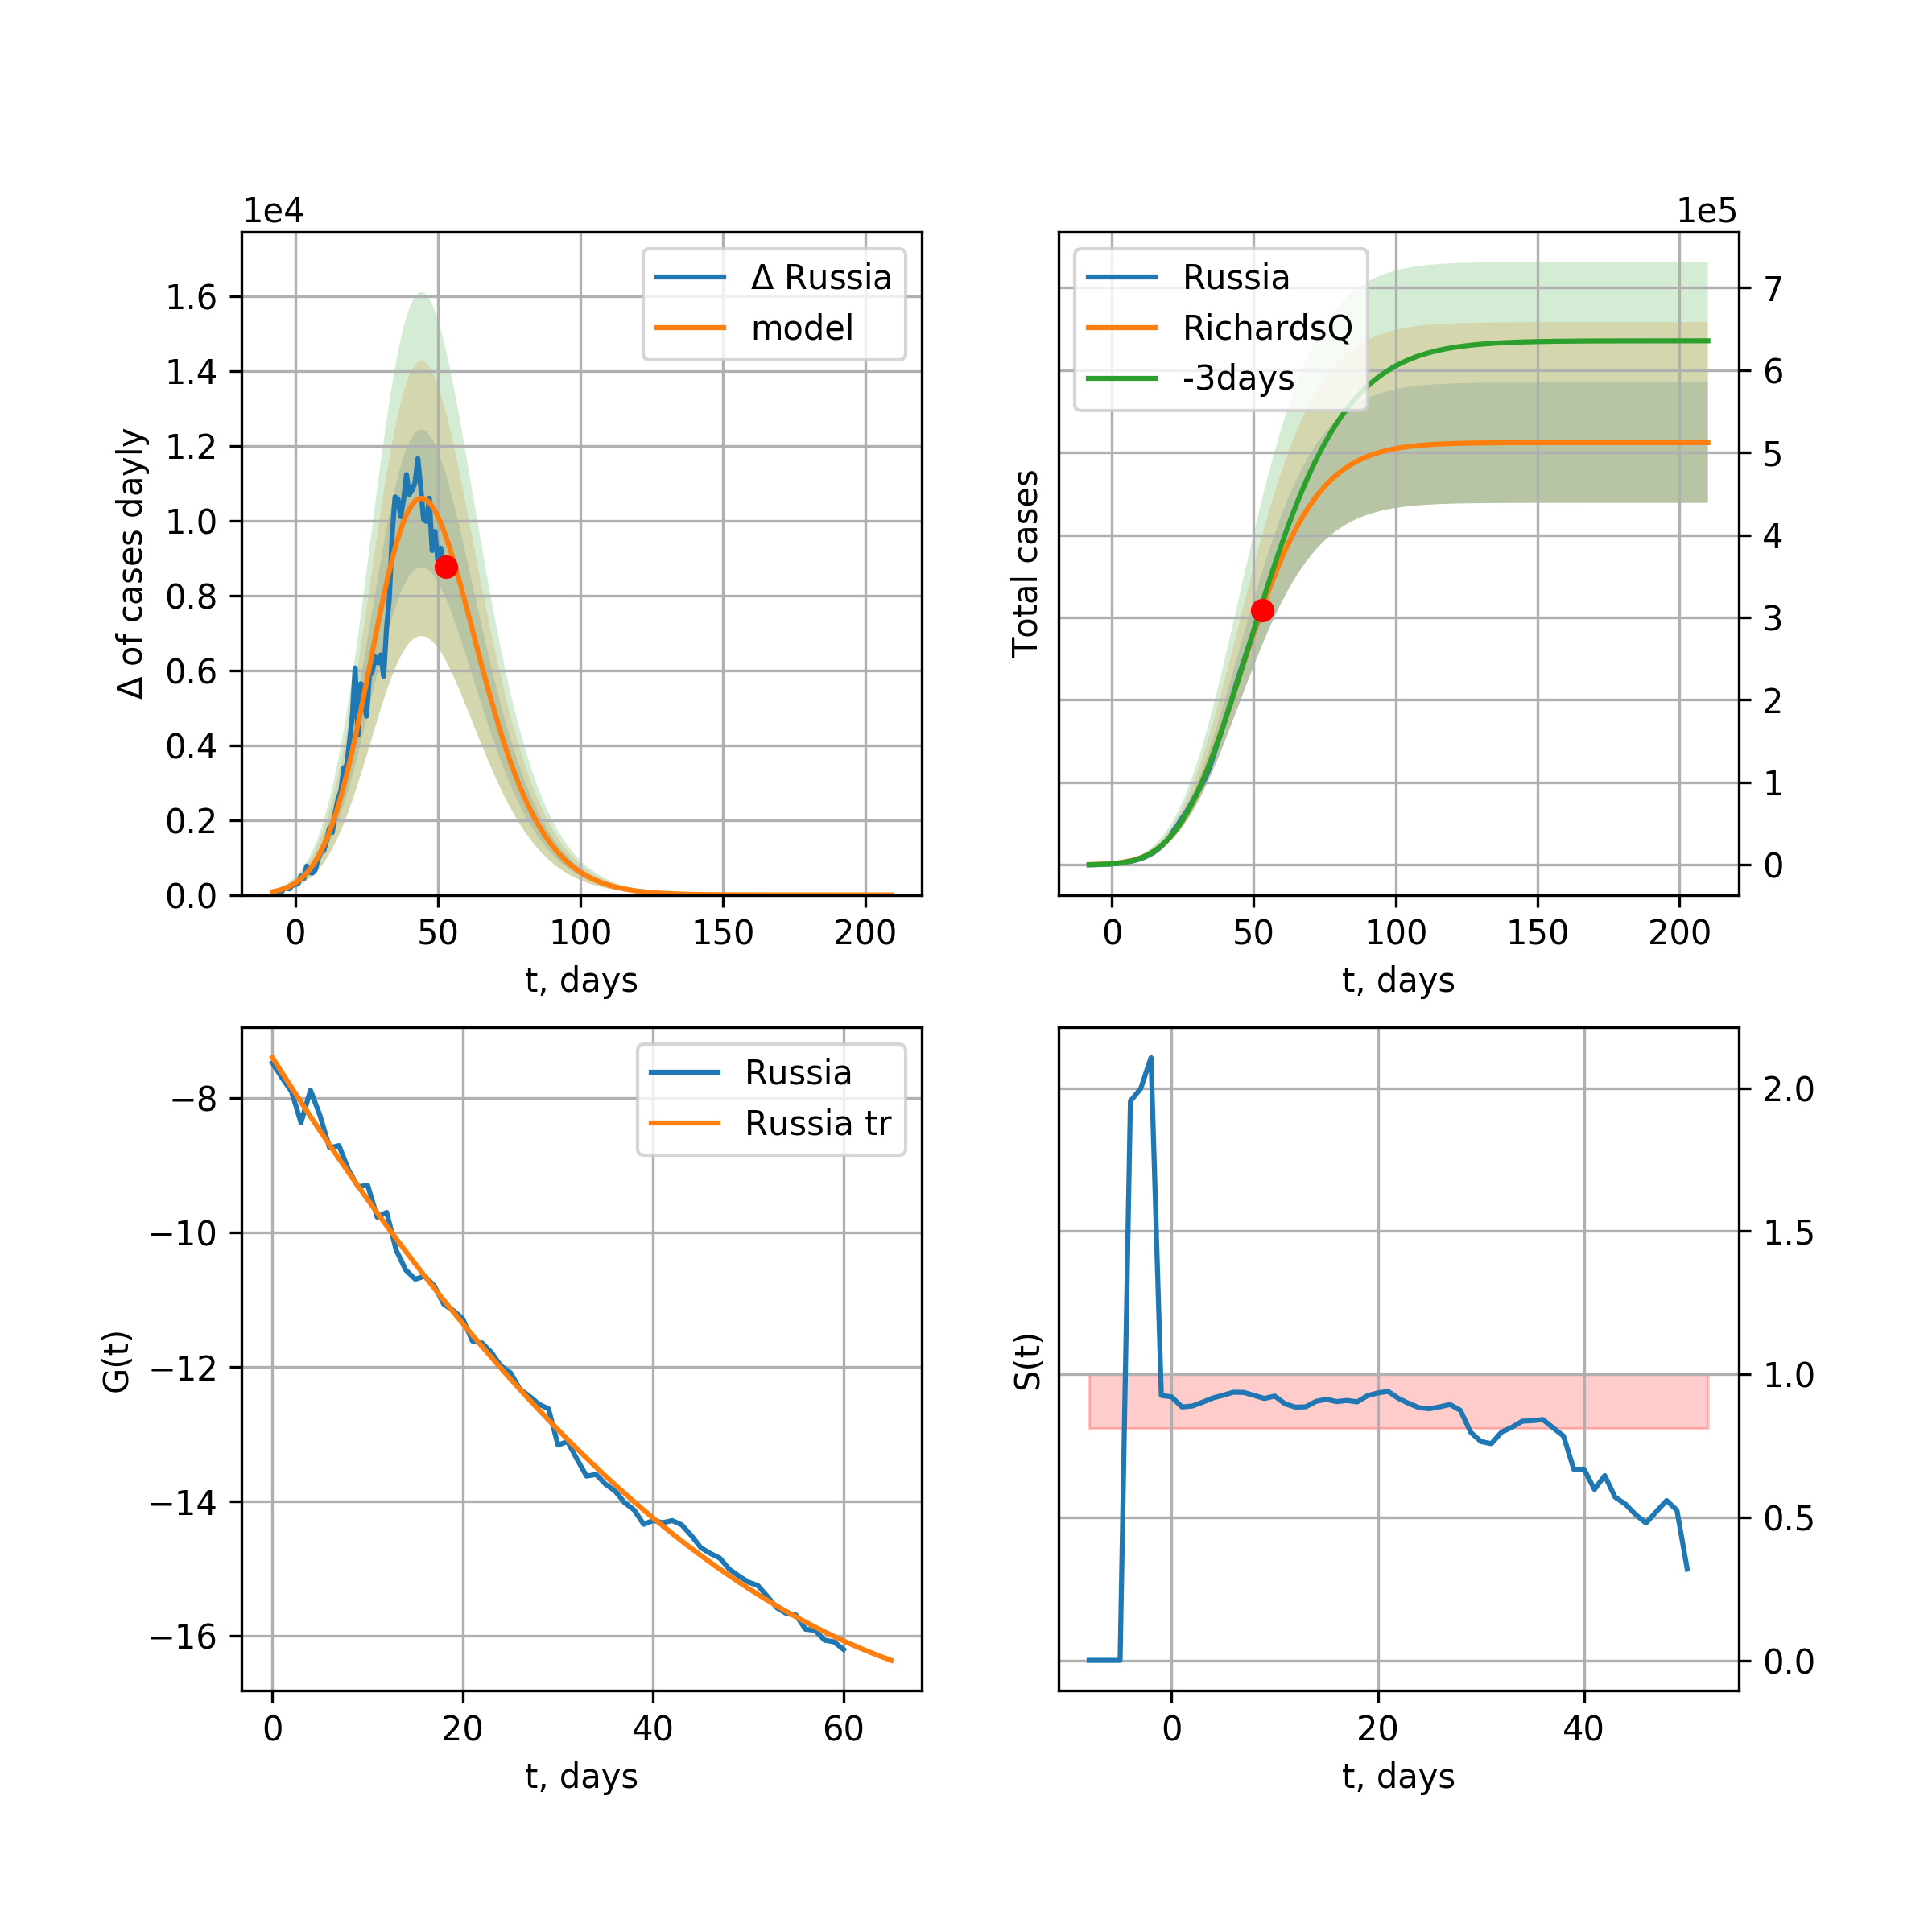 1e4
Δ of cases dayly
1.6
1.4
1.2
1.0
0.8
0.6
0.4
0.2
0.0
0 50 100 150 200
t, days
Δ Russia
model
1e5
Total cases
7
6
5
4
3
2
1
0
0 50 100 150 200
t, days
Russia
RichardsQ
-3days
G(t)
−8
−10
−12
−14
−16
0 20 40 60
t, days
Russia
Russia tr
S(t)
2.0
1.5
1.0
0.5
0.0
0 20 40
t, days